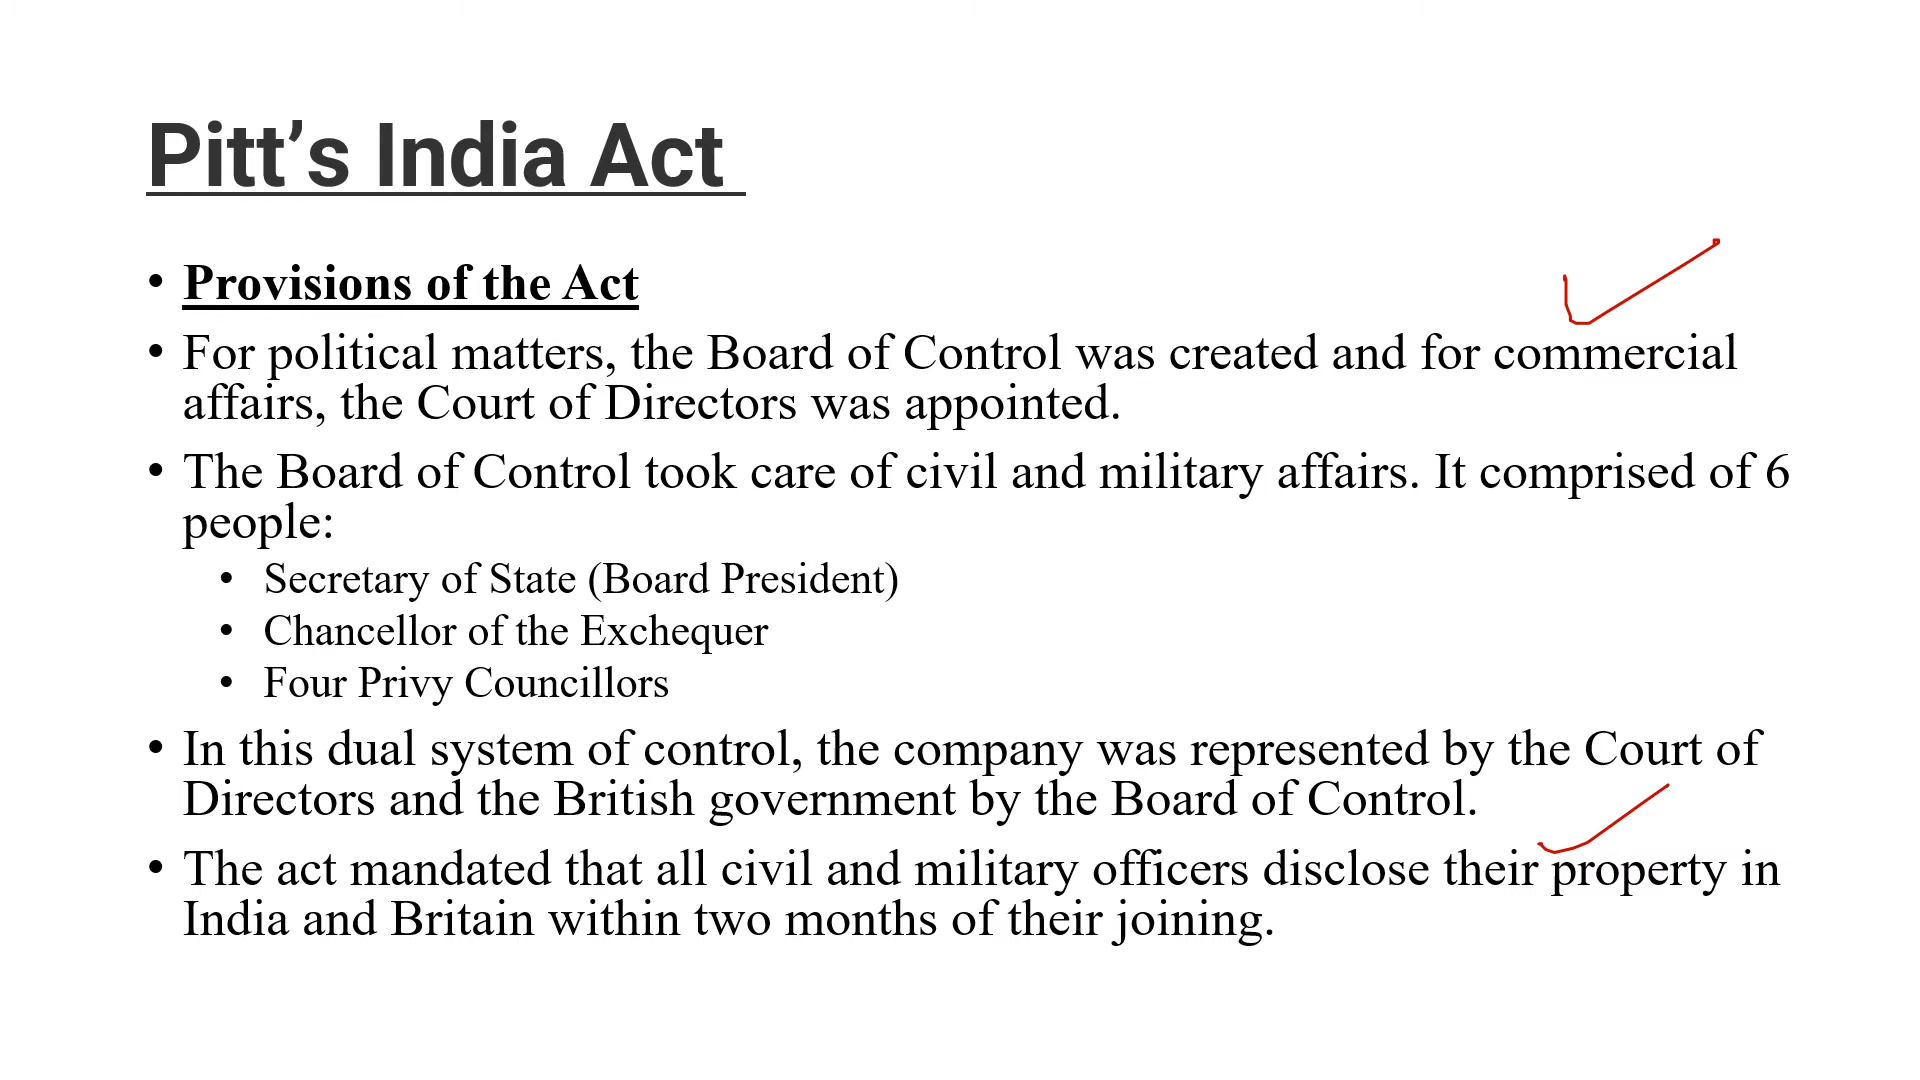 Pitt’s India Act
• Provisions of the Act
• For political matters, the Board of Control was created and for commercial
affairs, the Court of Directors was appointed.
• The Board of Control took care of civil and military affairs. It comprised of 6
people:
• Secretary of State (Board President)
• Chancellor of the Exchequer
• Four Privy Councillors
• In this dual system of control, the company was represented by the Court of
Directors and the British government by the Board of Control.
• The act mandated that all civil and military officers disclose their property in
India and Britain within two months of their joining.